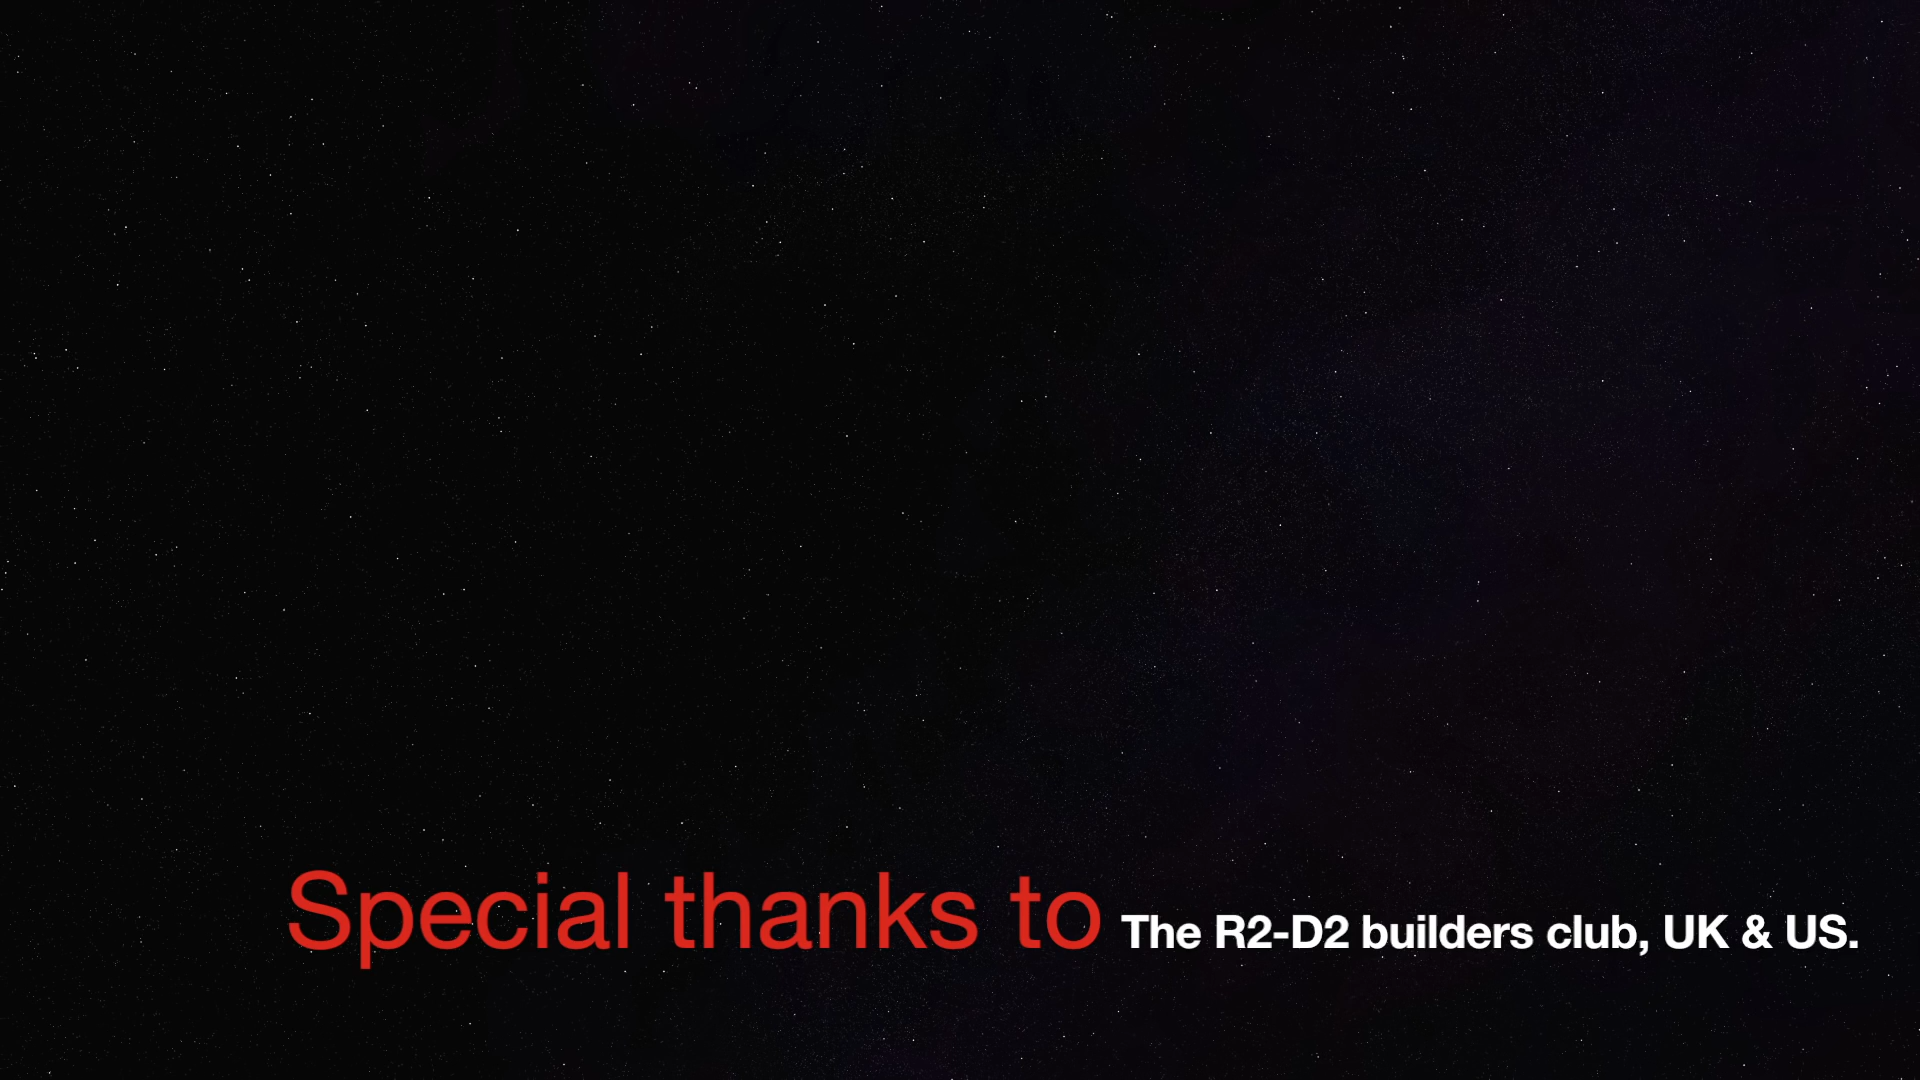 Special thanks to The R2-D2 builders club, UK & US.